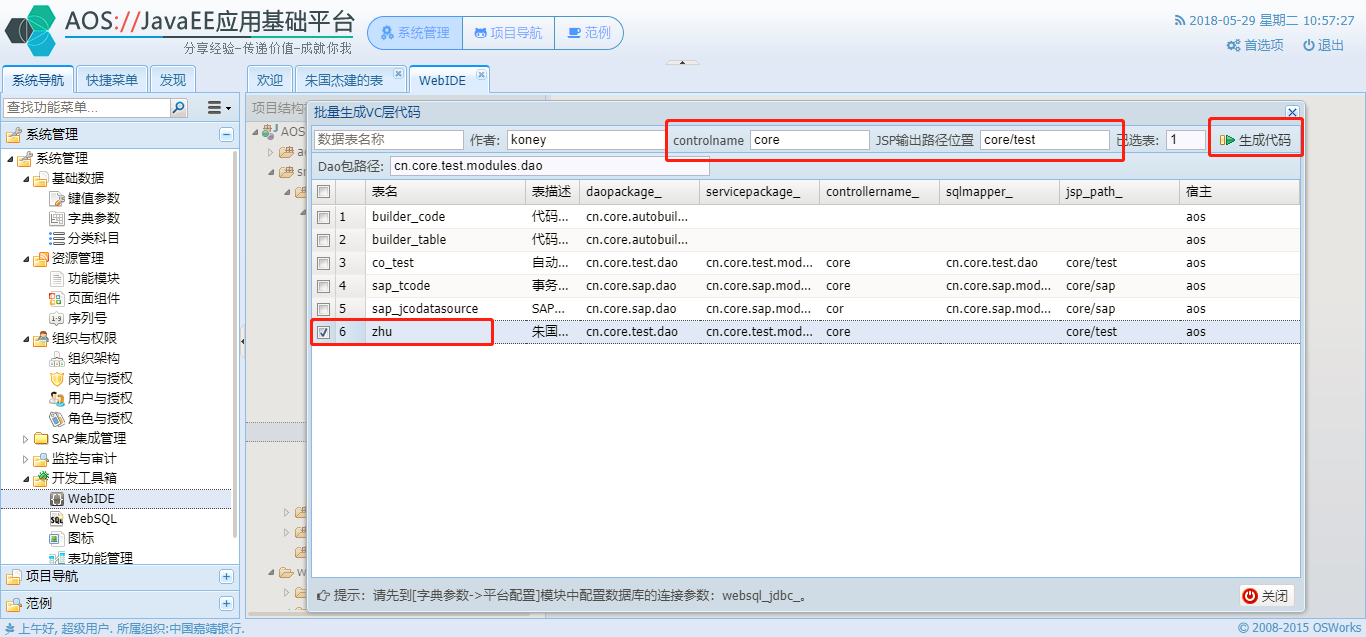 AOS://JavaEE应用基础平台
分享经验-传递价值-成就你我
系统管理 项目导航 范例
2018-05-29 星期二 10:57:27
首选项 退出
系统导航 快捷菜单 发现
欢迎 朱国杰建的表 WebIDE
查找功能菜单...
系统管理
系统管理
基础数据
键值参数
字典参数
分类科目
资源管理
功能模块
页面组件
序列号
组织与权限
组织架构
岗位与授权
用户与授权
角色与授权
SAP集成管理
监控与审计
开发工具箱
WebIDE
WebSQL
图标
表功能管理
项目导航
范例
项目结构
AOS
批量生成VC层代码
数据表名称 作者: koney controlname core JSP输出路径位置 core/test 已选表: 1 生成代码
Dao包路径: cn.core.test.modules.dao
表名 表描述 daopackage_ servicepackage_ controllername_ sqlmapper_ jsp_path_ 宿主
1 builder_code 代码... cn.core.autobuil... aos
2 builder_table 代码... cn.core.autobuil... aos
3 co_test 自动... cn.core.test.dao cn.core.test.mod... core cn.core.test.dao core/test aos
4 sap_tcode 事务... cn.core.sap.dao cn.core.sap.mod... core cn.core.sap.mod... core/sap aos
5 sap_jcodatasource SAP... cn.core.sap.dao cn.core.sap.mod... cor cn.core.sap.mod... core/sap aos
6 zhu 朱国... cn.core.test.dao cn.core.test.mod... core core/test aos
提示：请先到[字典参数->平台配置]模块中配置数据库的连接参数：websql_jdbc_。
关闭
上午好, 超级用户. 所属组织:中国嘉靖银行.
© 2008-2015 OSWorks